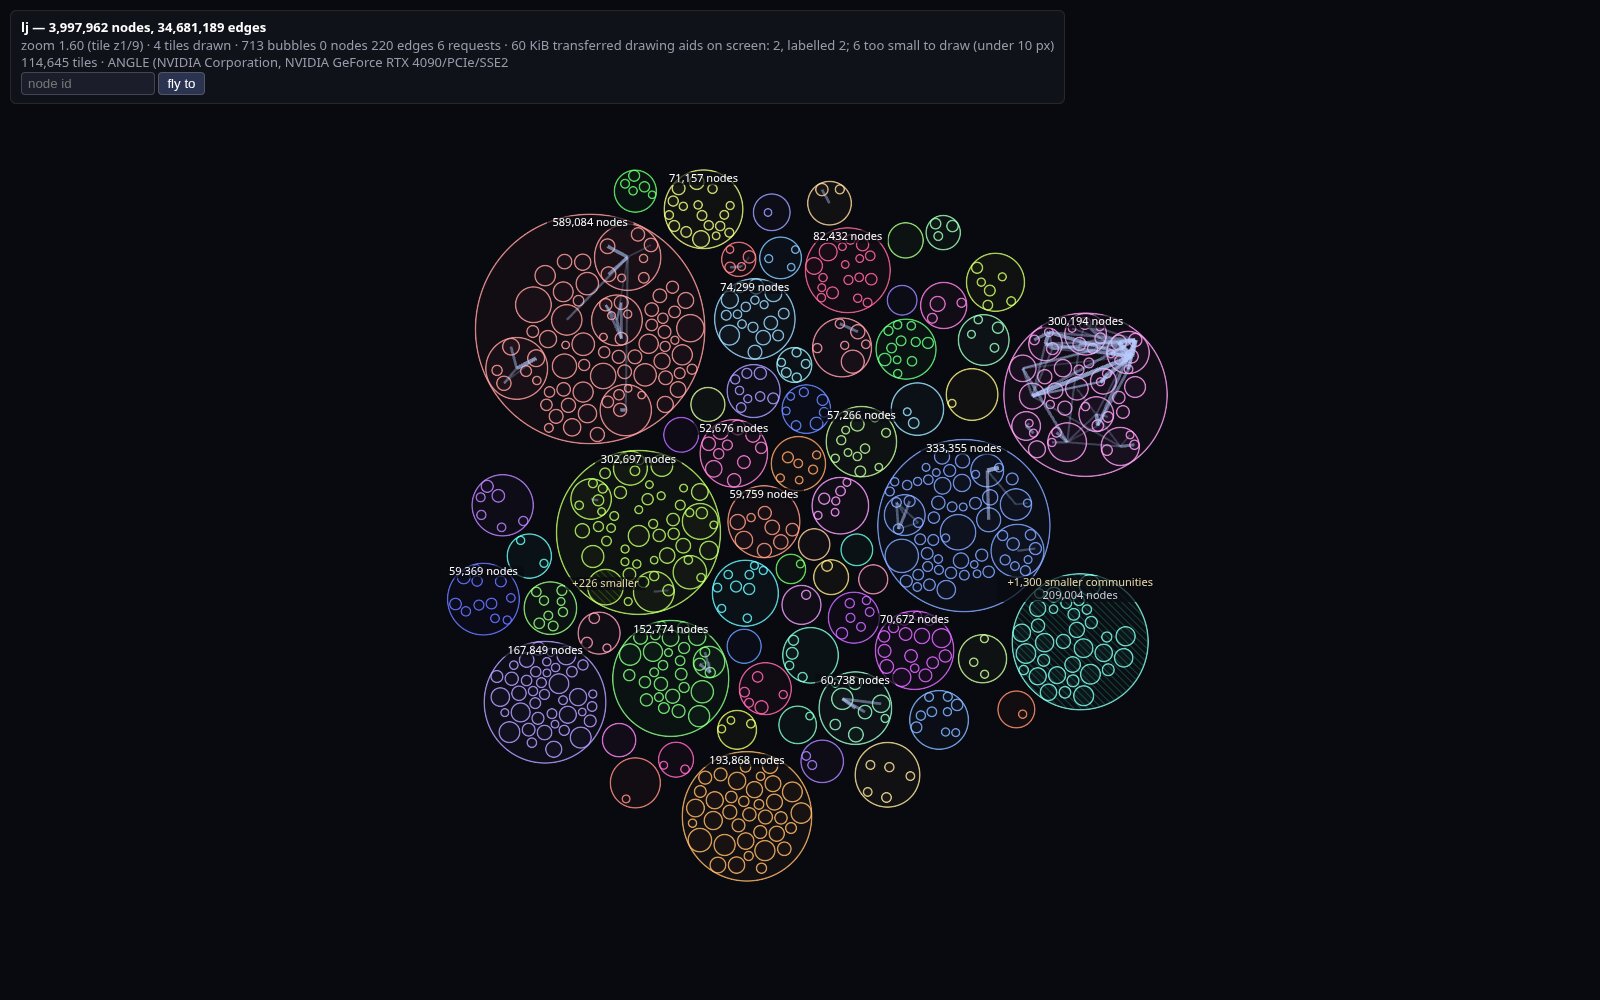 lj — 3,997,962 nodes, 34,681,189 edges
zoom 1.60 (tile z1/9) · 4 tiles drawn · 713 bubbles 0 nodes 220 edges 6 requests · 60 KiB transferred drawing aids on screen: 2, labelled 2; 6 too small to draw (under 10 px)
114,645 tiles · ANGLE (NVIDIA Corporation, NVIDIA GeForce RTX 4090/PCIe/SSE2
node id fly to
71,157 nodes
589,084 nodes
82,432 nodes
74,299 nodes
300,194 nodes
57,266 nodes
52,676 nodes
333,355 nodes
302,697 nodes
59,759 nodes
59,369 nodes
+226 smaller
+1,300 smaller communities
209,004 nodes
70,672 nodes
152,774 nodes
167,849 nodes
60,738 nodes
193,868 nodes